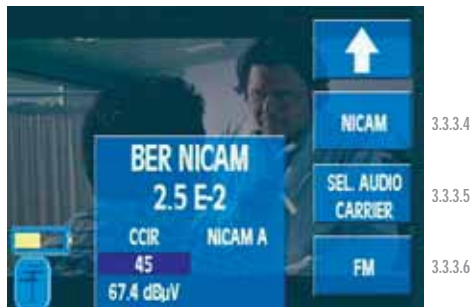 NICAM
3.3.3.4
BER NICAM
2.5 E-2
SEL. AUDIO
CARRIER
3.3.3.5
CCIR
NICAM A
45
67.4 dBµV
FM
3.3.3.6